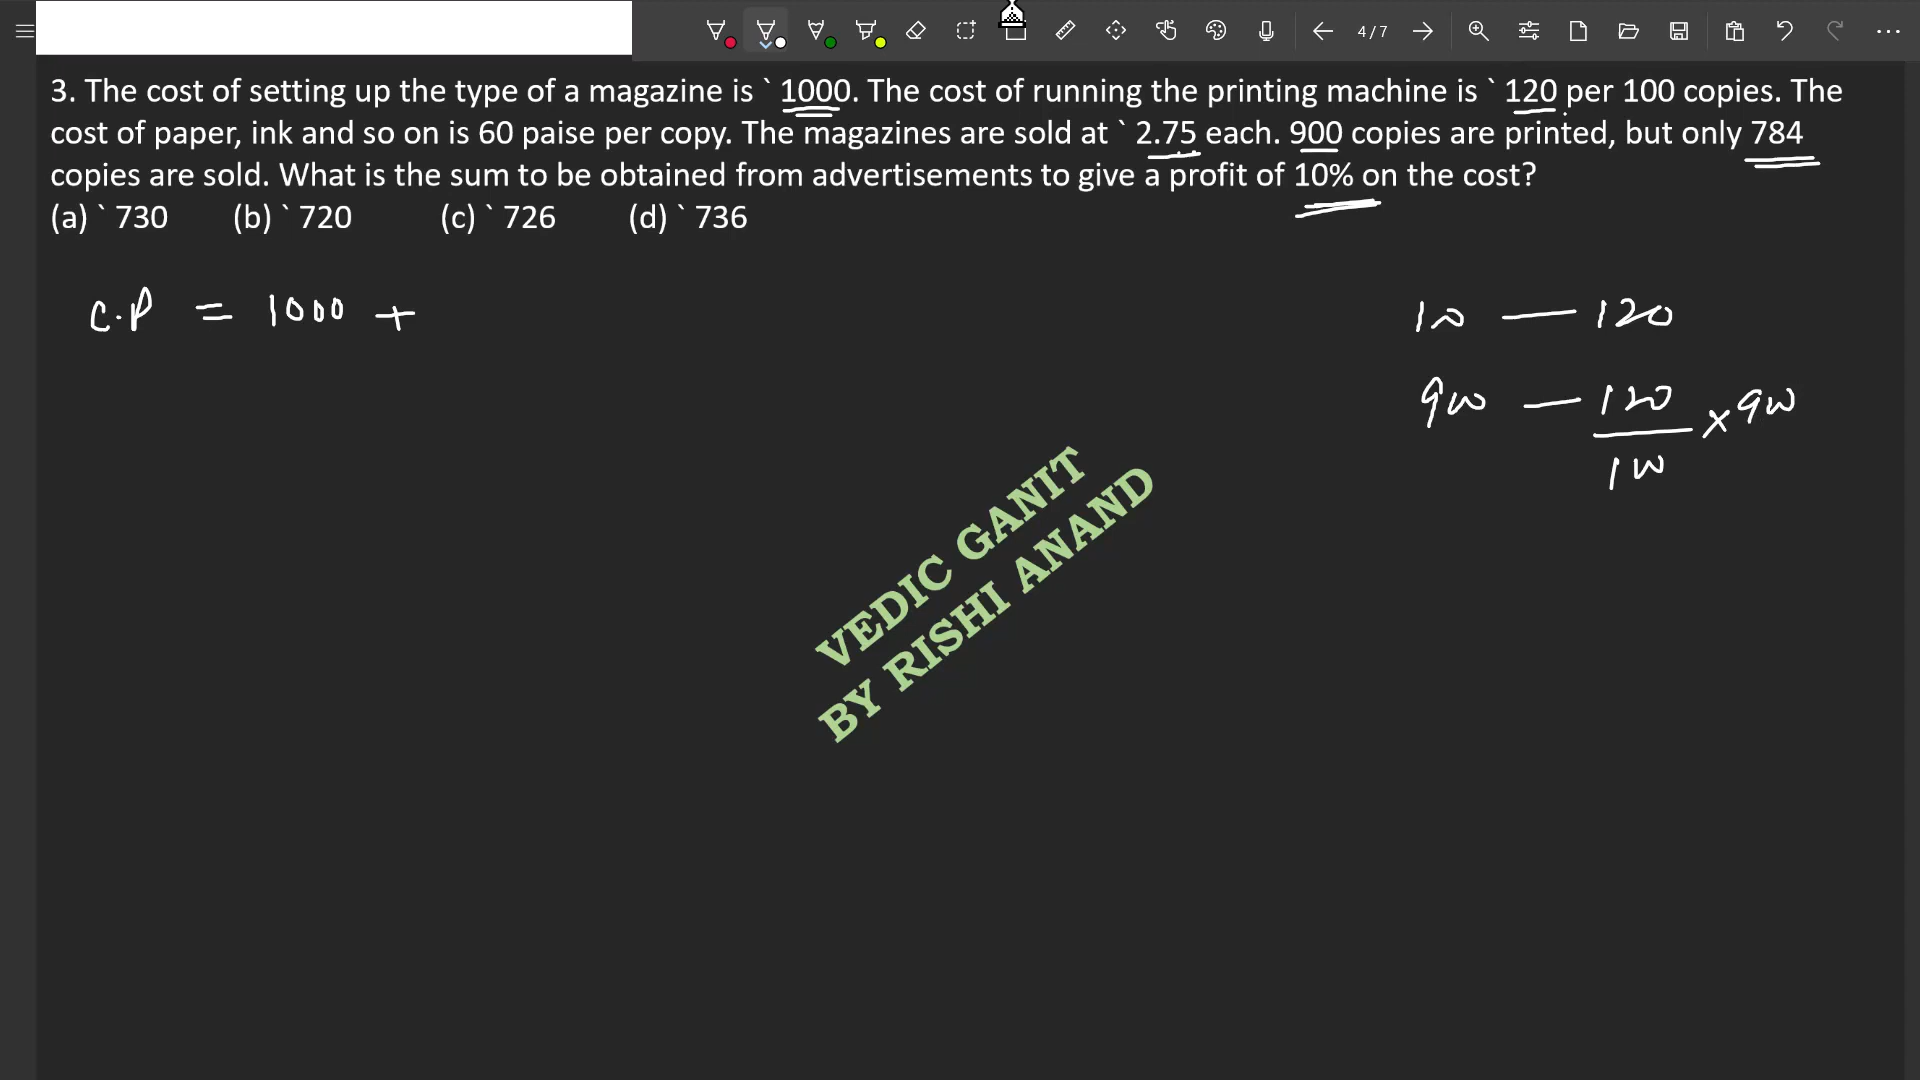 4 / 7
3. The cost of setting up the type of a magazine is ` 1000. The cost of running the printing machine is ` 120 per 100 copies. The
cost of paper, ink and so on is 60 paise per copy. The magazines are sold at ` 2.75 each. 900 copies are printed, but only 784
copies are sold. What is the sum to be obtained from advertisements to give a profit of 10% on the cost?
(a) ` 730 (b) ` 720 (c) ` 726 (d) ` 736
C.P = 1000 +
100 — 120
900 — 120 × 900
100
VEDIC GANIT
BY RISHI ANAND